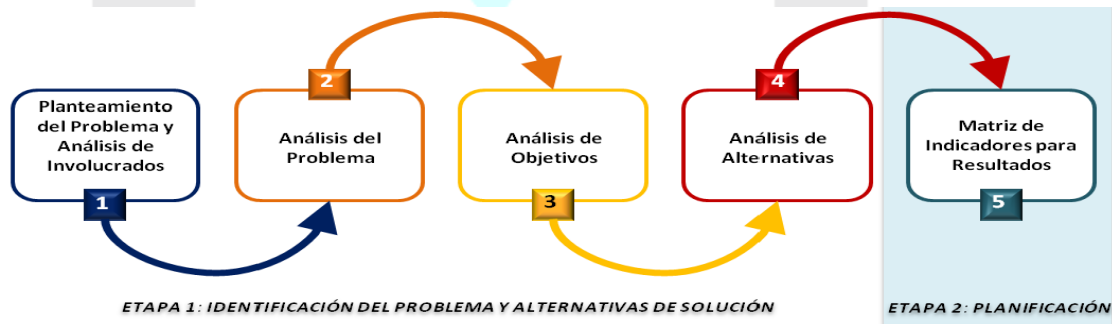 Planteamiento
del Problema y
Análisis de
Involucrados
1
2
Análisis del
Problema
Análisis de
Objetivos
3
4
Análisis de
Alternativas
Matriz de
Indicadores para
Resultados
5
ETAPA 1: IDENTIFICACIÓN DEL PROBLEMA Y ALTERNATIVAS DE SOLUCIÓN
ETAPA 2: PLANIFICACIÓN